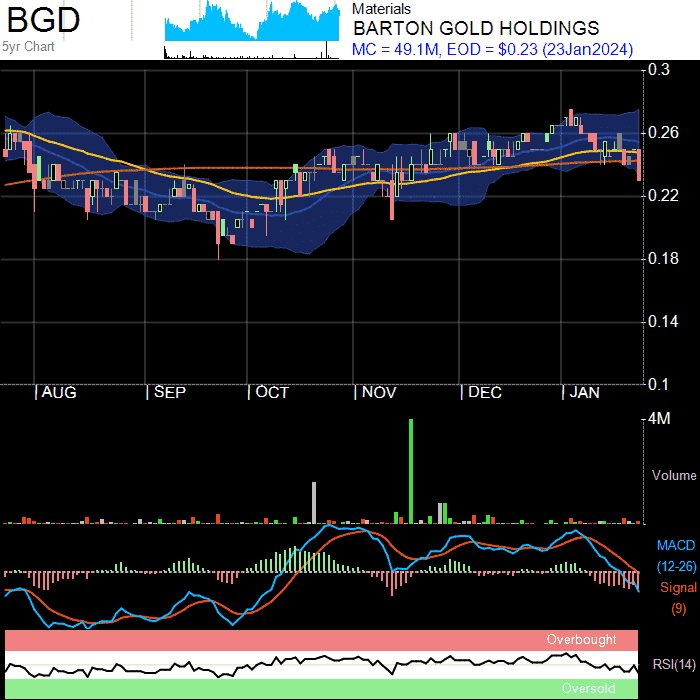 BGD
5yr Chart
Materials
BARTON GOLD HOLDINGS
MC = 49.1M, EOD = $0.23 (23Jan2024)
0.3
0.26
0.22
0.18
0.14
0.1
| AUG | SEP | OCT | NOV | DEC | JAN
4M
Volume
MACD
(12-26)
Signal
(9)
Overbought
RSI(14)
Oversold